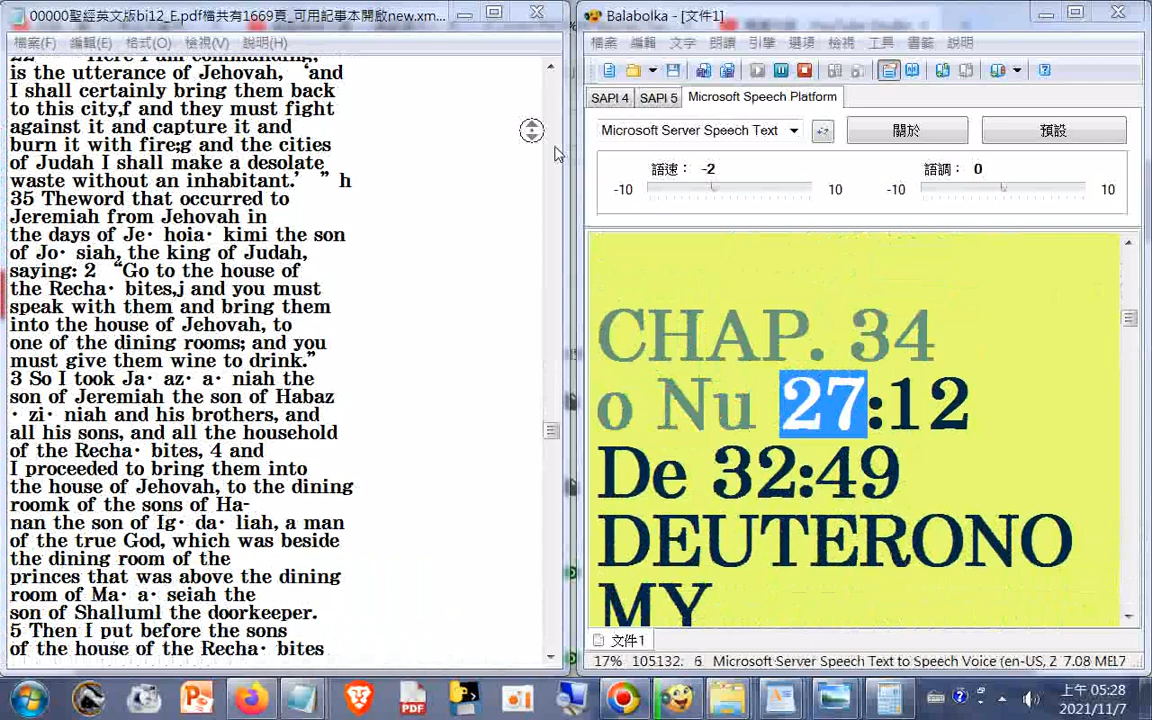 00000聖經英文版bi12_E.pdf檔共有1669頁_可用記事本開啟new.xm...
檔案(F) 編輯(E) 格式(O) 檢視(V) 說明(H)
22 “ ‘Here I am commanding,’
is the utterance of Jehovah, ‘and
I shall certainly bring them back
to this city,f and they must fight
against it and capture it and
burn it with fire;g and the cities
of Judah I shall make a desolate
waste without an inhabitant.’ ” h
35 Theword that occurred to
Jeremiah from Jehovah in
the days of Je· hoia· kimi the son
of Jo· siah, the king of Judah,
saying: 2 “Go to the house of
the Recha· bites,j and you must
speak with them and bring them
into the house of Jehovah, to
one of the dining rooms; and you
must give them wine to drink.”
3 So I took Ja· az· a· niah the
son of Jeremiah the son of Habaz
· zi· niah and his brothers, and
all his sons, and all the household
of the Recha· bites, 4 and
I proceeded to bring them into
the house of Jehovah, to the dining
roomk of the sons of Ha-
nan the son of Ig· da· liah, a man
of the true God, which was beside
the dining room of the
princes that was above the dining
room of Ma· a· seiah the
son of Shalluml the doorkeeper.
5 Then I put before the sons
of the house of the Recha· bites
Balabolka - [文件1]
檔案 編輯 文字 朗讀 引擎 選項 檢視 工具 書籤 說明
SAPI 4 SAPI 5 Microsoft Speech Platform
Microsoft Server Speech Text 關於 預設
語速： -2 語調： 0
-10 10 -10 10
CHAP. 34
o Nu 27:12
De 32:49
DEUTERONO
MY
文件1
17% 105132: 6 Microsoft Server Speech Text to Speech Voice (en-US, Z 7.08 ME17
上午 05:28
2021/11/7